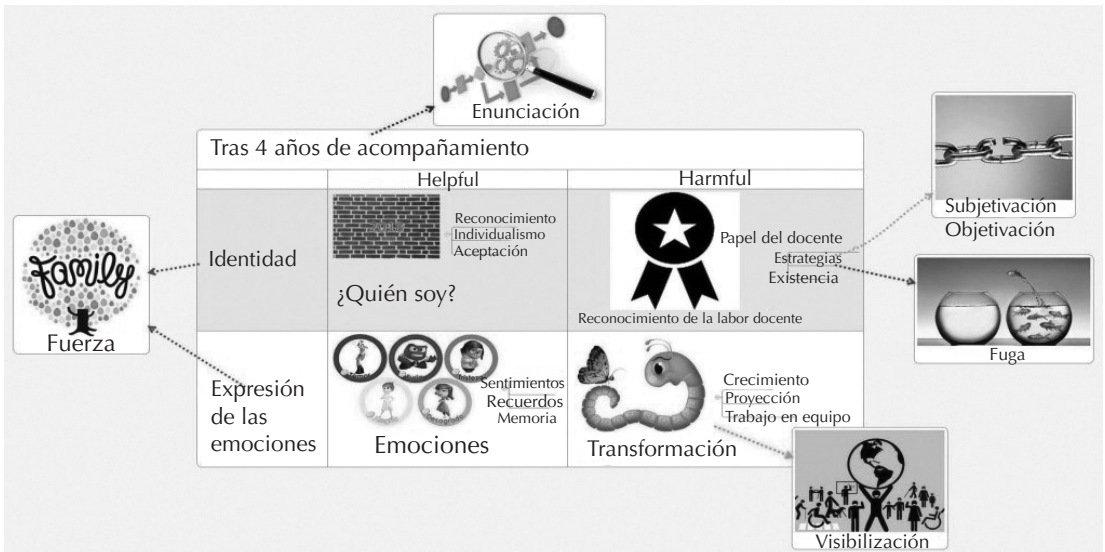 Enunciación
Tras 4 años de acompañamiento
Helpful
Harmful
Identidad
Reconocimiento
Individualismo
Aceptación
¿Quién soy?
Papel del docente
Estrategias
Existencia
Reconocimiento de la labor docente
Subjetivación
Objetivación
Family
Fuerza
Fuga
Expresión
de las
emociones
Sentimientos
Recuerdos
Memoria
Emociones
Crecimiento
Proyección
Trabajo en equipo
Transformación
Visibilización